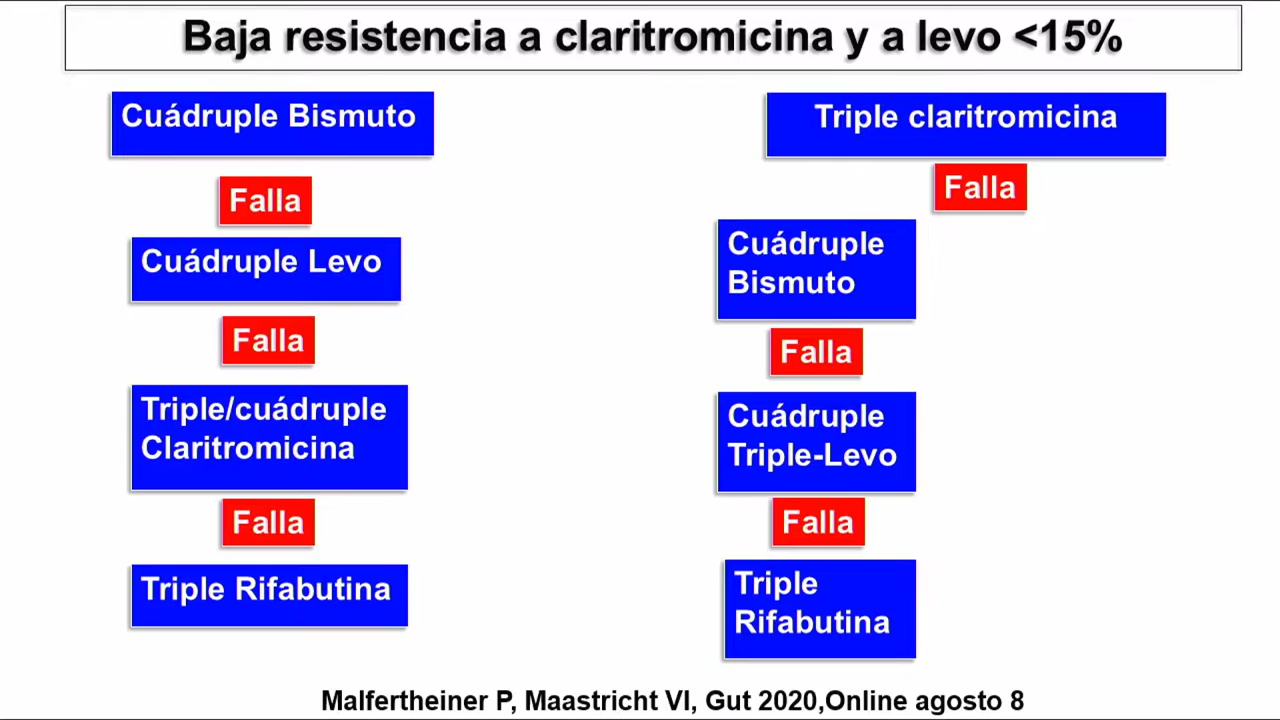 Baja resistencia a claritromicina y a levo <15%
Cuádruple Bismuto
Falla
Cuádruple Levo
Falla
Triple/cuádruple
Claritromicina
Falla
Triple Rifabutina
Triple claritromicina
Falla
Cuádruple
Bismuto
Falla
Cuádruple
Triple-Levo
Falla
Triple
Rifabutina
Malfertheiner P, Maastricht VI, Gut 2020,Online agosto 8